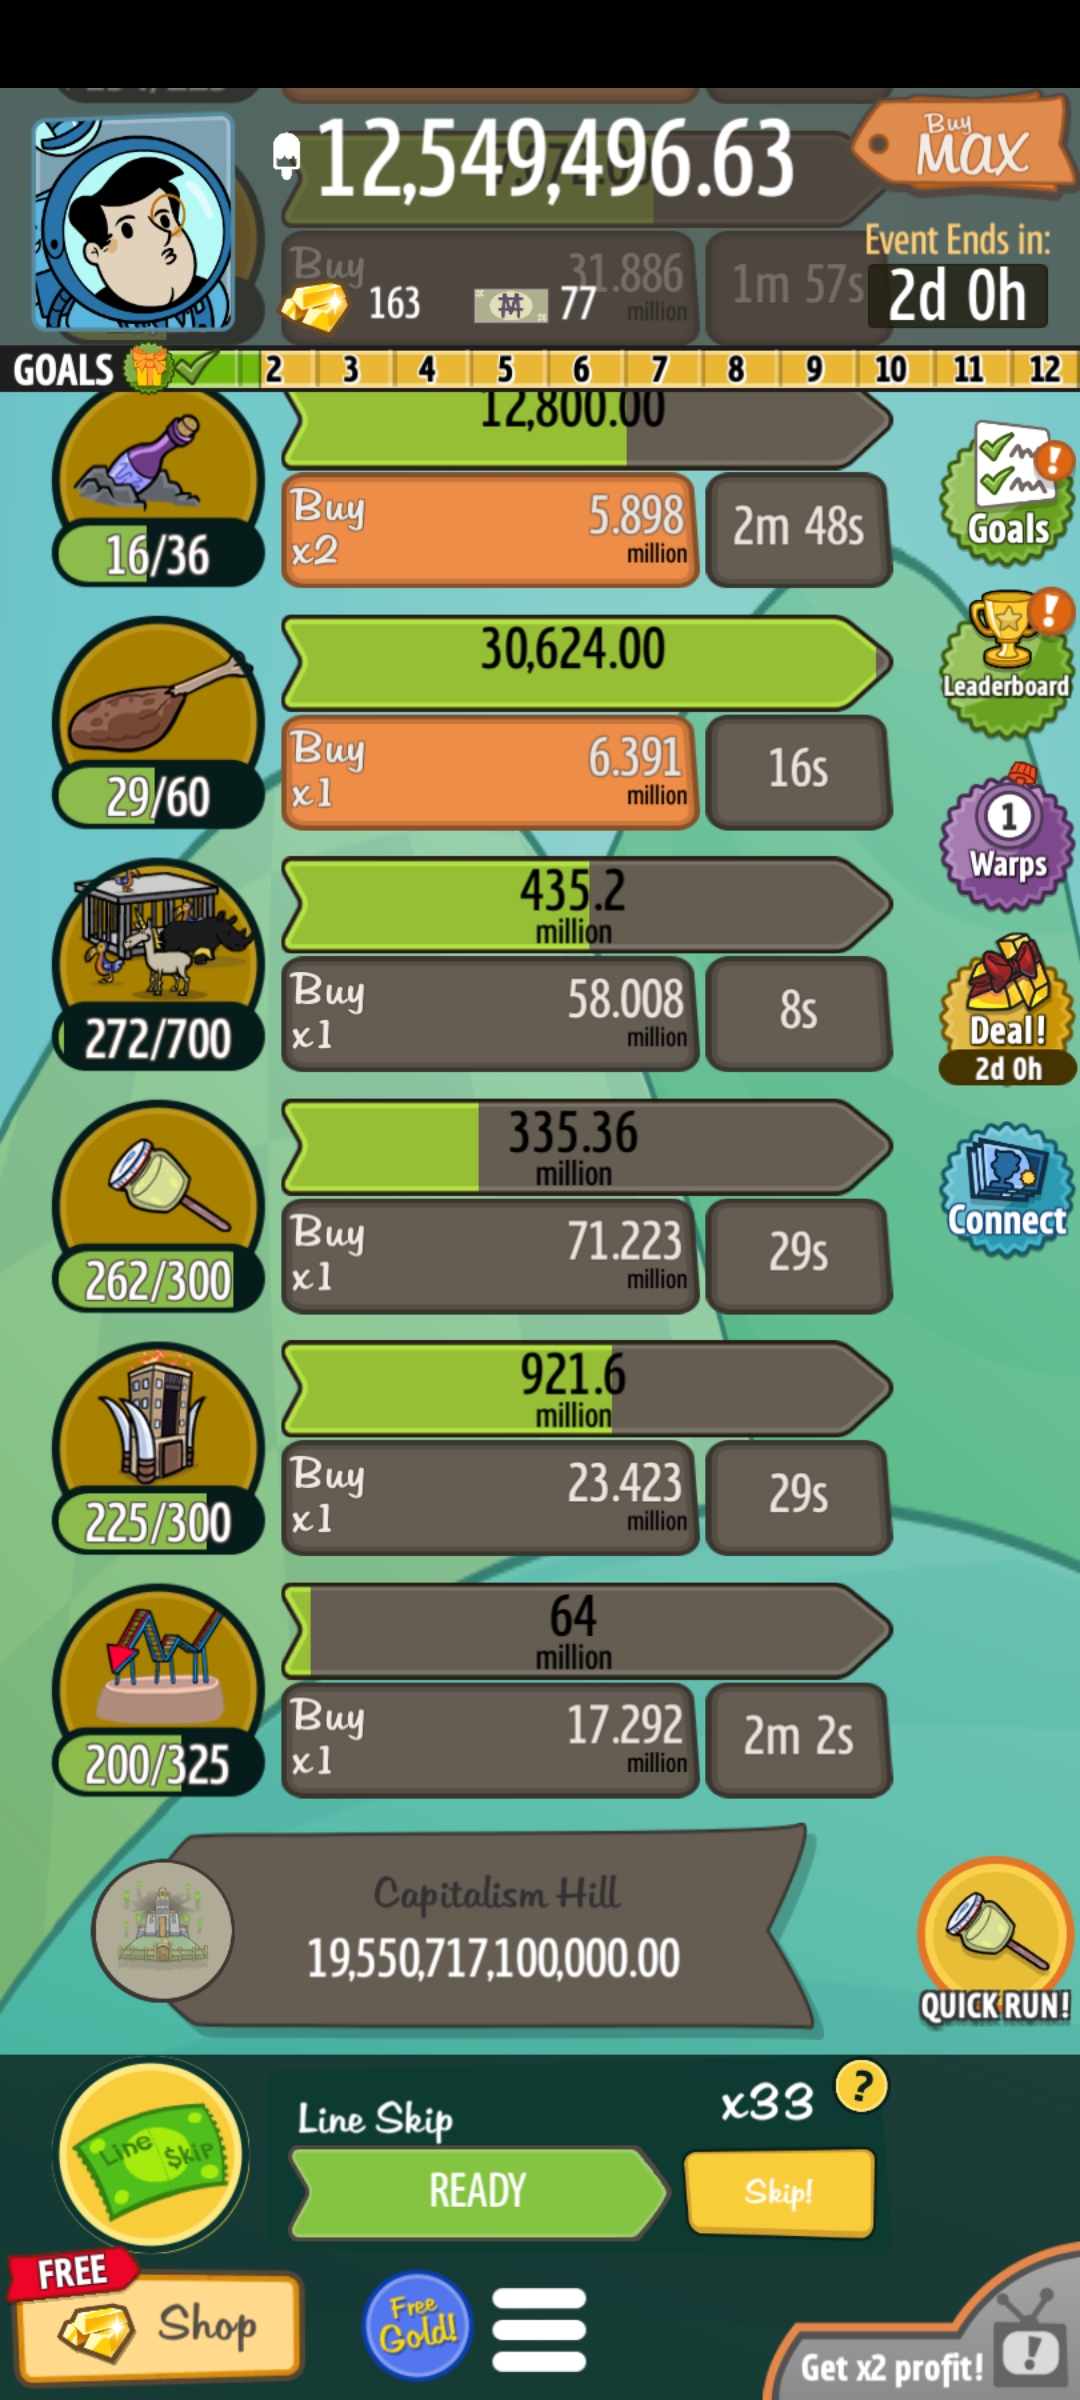 12,549,496.63
Buy
MAX
Buy
31.886
million
1m 57s
163
77
Event Ends in:
2d 0h
GOALS
2
3
4
5
6
7
8
9
10
11
12
12,800.00
16/36
Buy
x2
5.898
million
2m 48s
Goals
30,624.00
29/60
Buy
x1
6.391
million
16s
Leaderboard
435.2
million
272/700
Buy
x1
58.008
million
8s
1
Warps
Deal!
2d 0h
335.36
million
262/300
Buy
x1
71.223
million
29s
Connect
921.6
million
225/300
Buy
x1
23.423
million
29s
64
million
200/325
Buy
x1
17.292
million
2m 2s
Capitalism Hill
19,550,717,100,000.00
QUICK RUN!
Line $kip
Line Skip
x33
?
READY
Skip!
FREE
Shop
Free
Gold!
Get x2 profit!